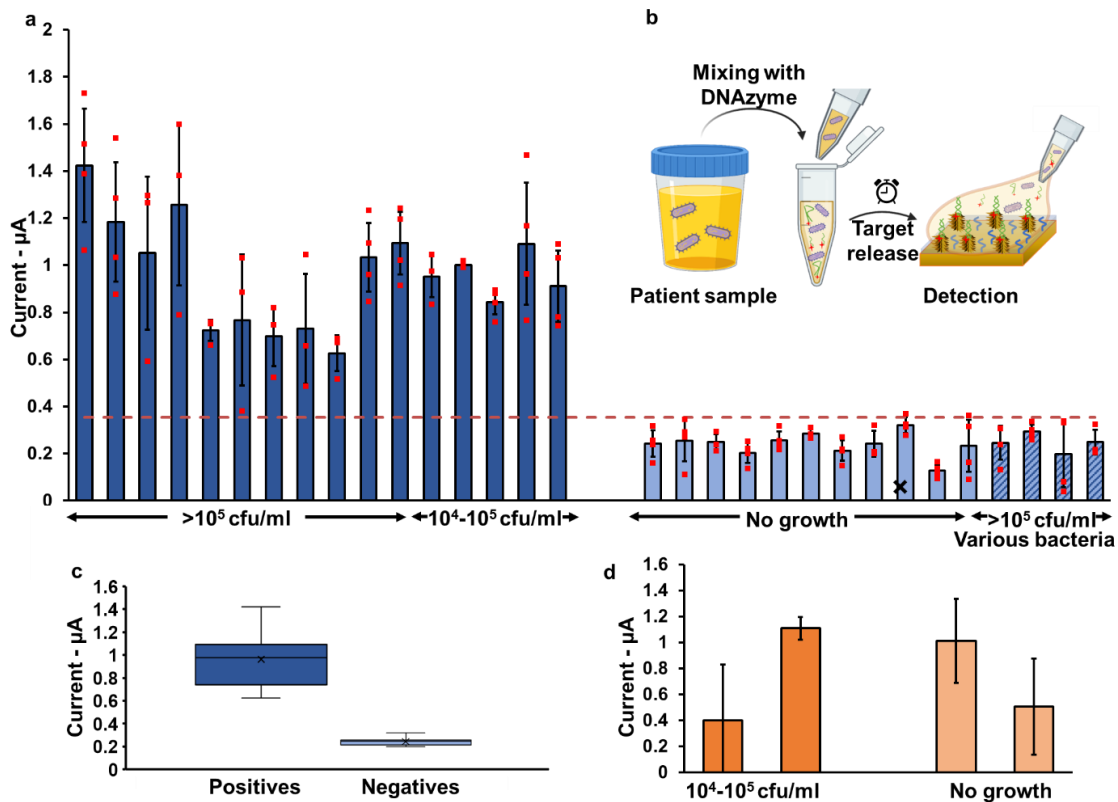 a
2
1.8
1.6
1.4
1.2
1
0.8
0.6
0.4
0.2
0
Current - µA
>10⁵ cfu/ml
10⁴-10⁵ cfu/ml
No growth
>10⁵ cfu/ml
Various bacteria
b
Mixing with
DNAzyme
Target
release
Patient sample
Detection
c
1.6
1.4
1.2
1
0.8
0.6
0.4
0.2
0
Current - µA
Positives
Negatives
d
1.6
1.4
1.2
1
0.8
0.6
0.4
0.2
0
Current - µA
10⁴-10⁵ cfu/ml
No growth